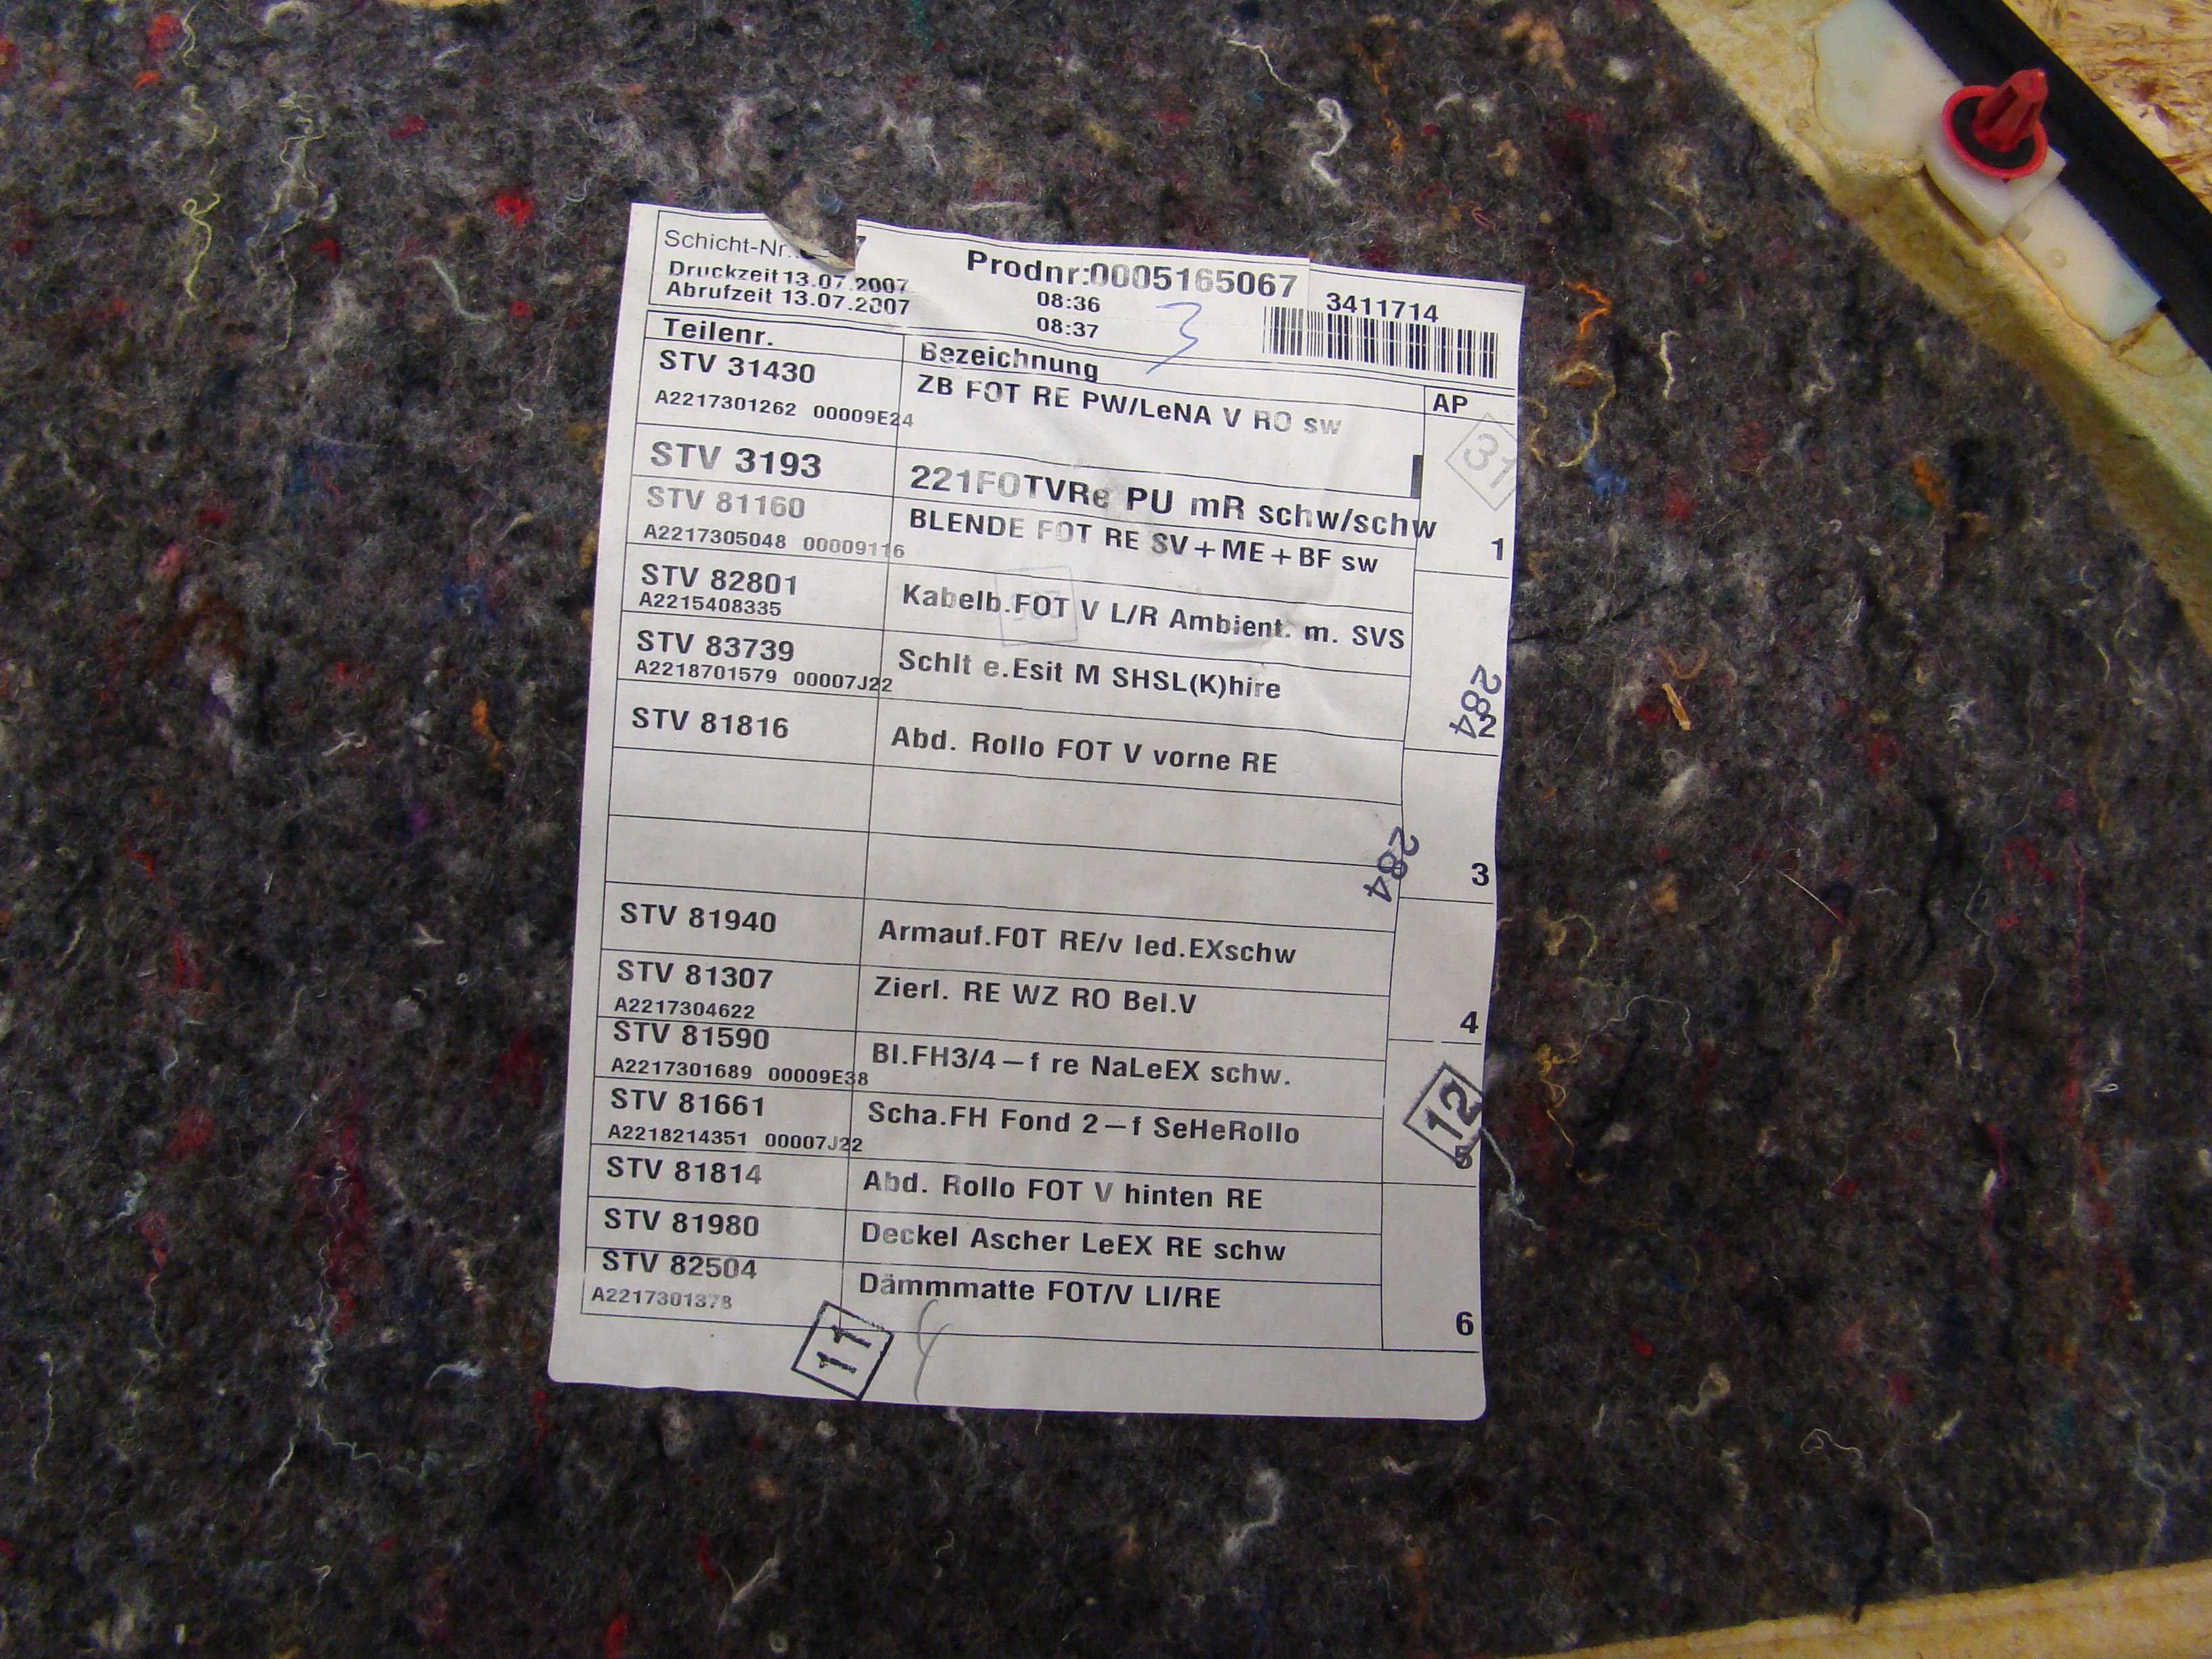 Schicht-Nr.: 7
Prodnr:0005165067
3411714
Druckzeit 13.07.2007 08:36
Abrufzeit 13.07.2007 08:37
3
Teilenr. Bezeichnung AP
STV 31430 ZB FOT RE PW/LeNA V RO sw
A2217301262 00009E24
31
STV 3193 221FOTVRe PU mR schw/schw
1
STV 81160 BLENDE FOT RE SV+ME+BF sw
A2217305048 00009116
STV 82801 Kabelb.FOT V L/R Ambient. m. SVS
A2215408335
STV 83739 Schlt e.Esit M SHSL(K)hire
A2218701579 00007J22
284
2
STV 81816 Abd. Rollo FOT V vorne RE
284
3
STV 81940 Armauf.FOT RE/v led.EXschw
STV 81307 Zierl. RE WZ RO Bel.V
A2217304622
4
STV 81590 Bl.FH3/4-f re NaLeEX schw.
A2217301689 00009E38
12
STV 81661 Scha.FH Fond 2-f SeHeRollo
A2218214351 00007J22
5
STV 81814 Abd. Rollo FOT V hinten RE
STV 81980 Deckel Ascher LeEX RE schw
STV 82504 Dämmmatte FOT/V LI/RE
A2217301378
6
11